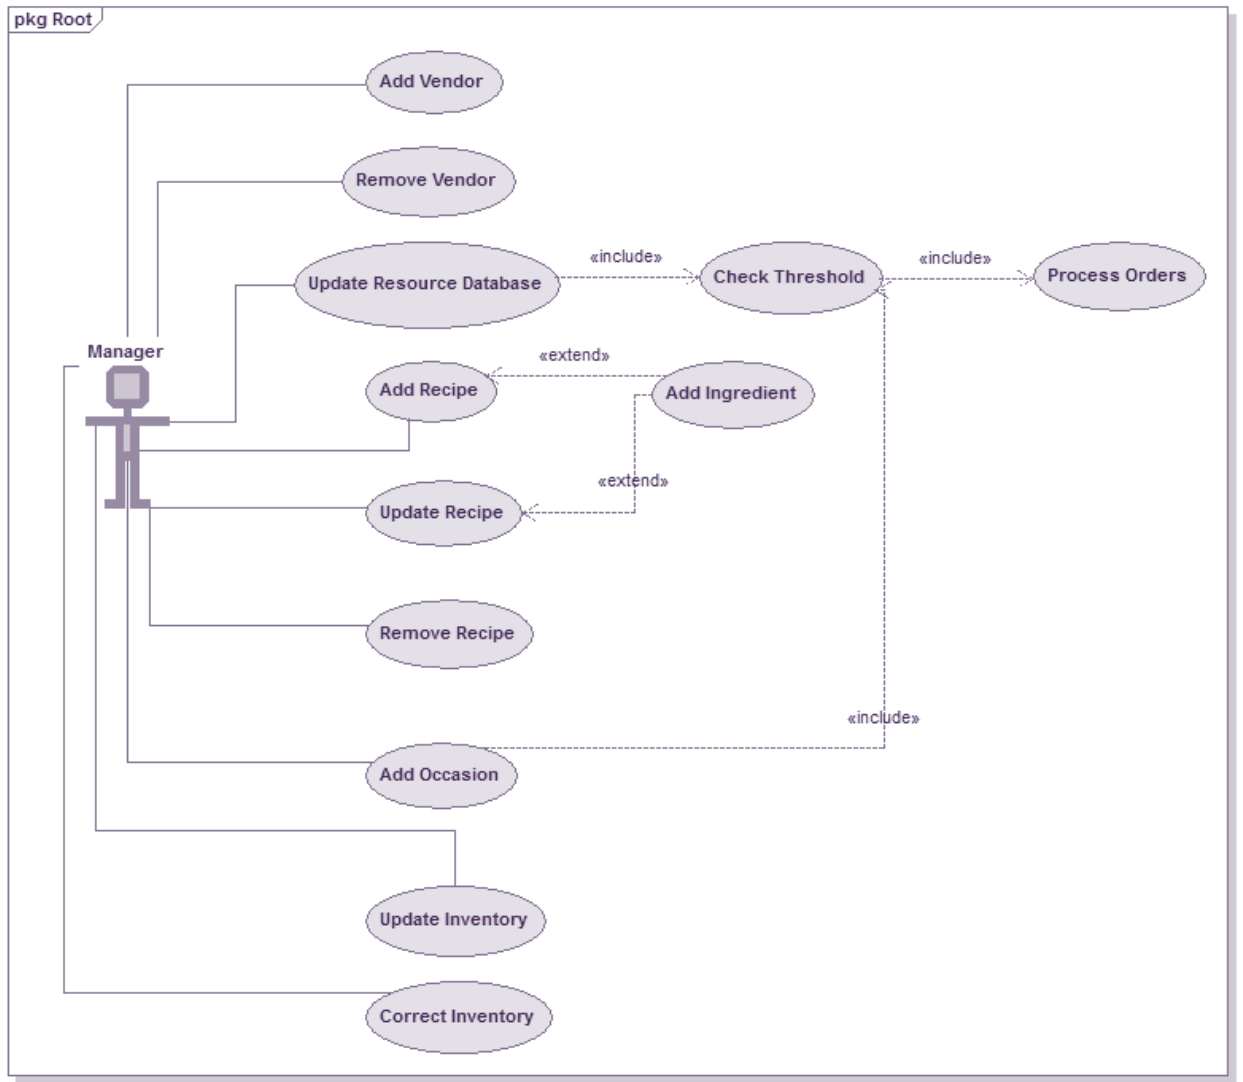 pkg Root
Add Vendor
Remove Vendor
«include»
«include»
Update Resource Database
Check Threshold
Process Orders
Manager
«extend»
Add Recipe
Add Ingredient
«extend»
Update Recipe
Remove Recipe
«include»
Add Occasion
Update Inventory
Correct Inventory